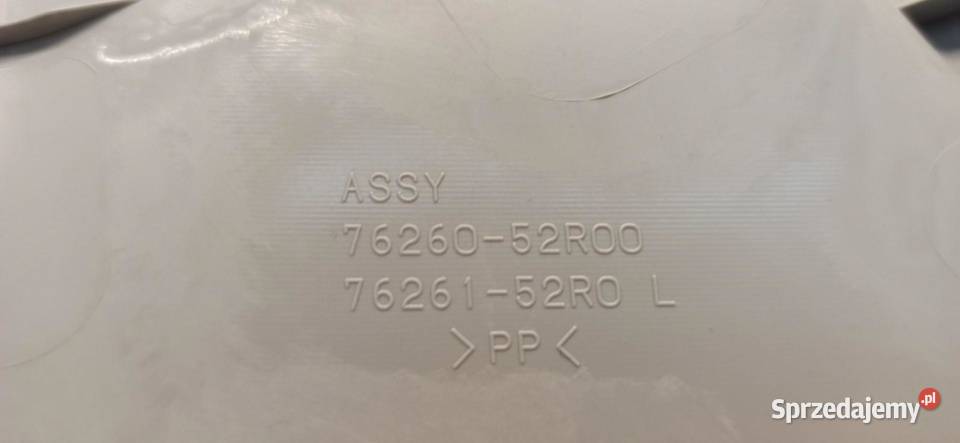 ASSY
76260-52R00
76261-52R0 L
>PP<
Sprzedajemy.pl